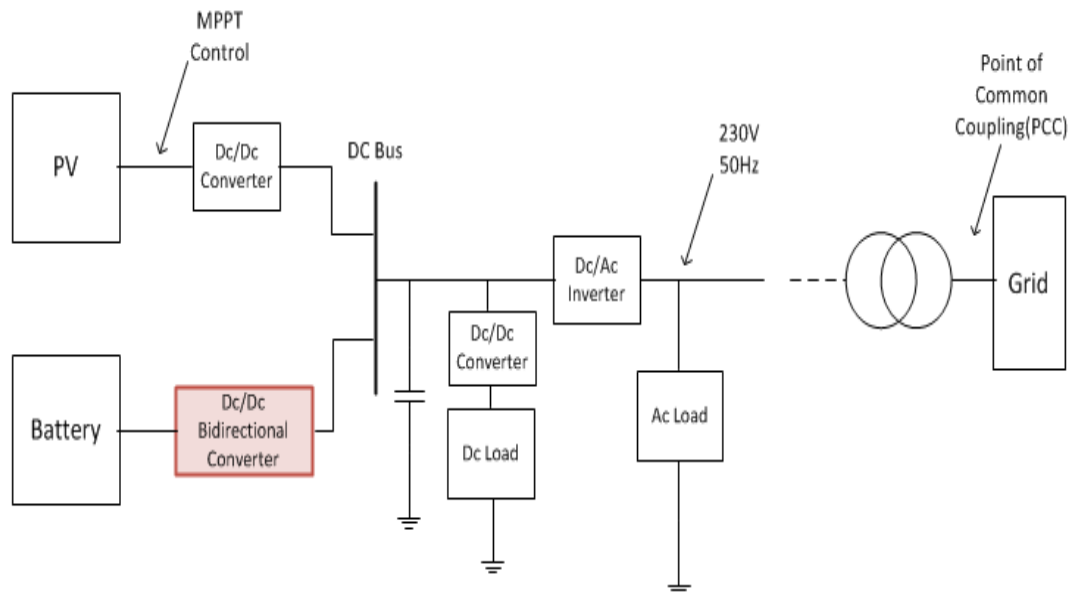 MPPT
Control
Point of
Common
Coupling(PCC)
PV
Dc/Dc
Converter
DC Bus
230V
50Hz
Dc/Ac
Inverter
Grid
Dc/Dc
Converter
Battery
Dc/Dc
Bidirectional
Converter
Dc Load
Ac Load